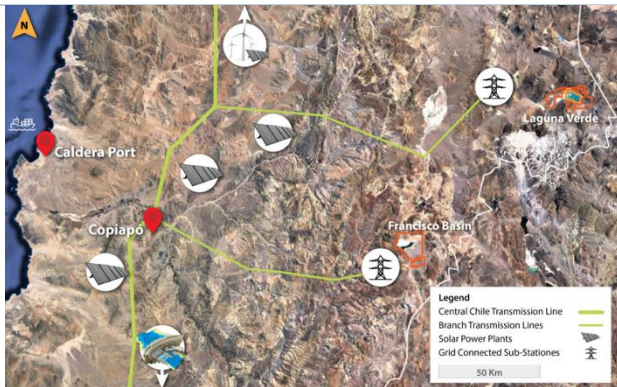 N
Laguna Verde
Caldera Port
Copiapó
Francisco Basin
Legend
Central Chile Transmission Line
Branch Transmission Lines
Solar Power Plants
Grid Connected Sub-Stationes
50 Km